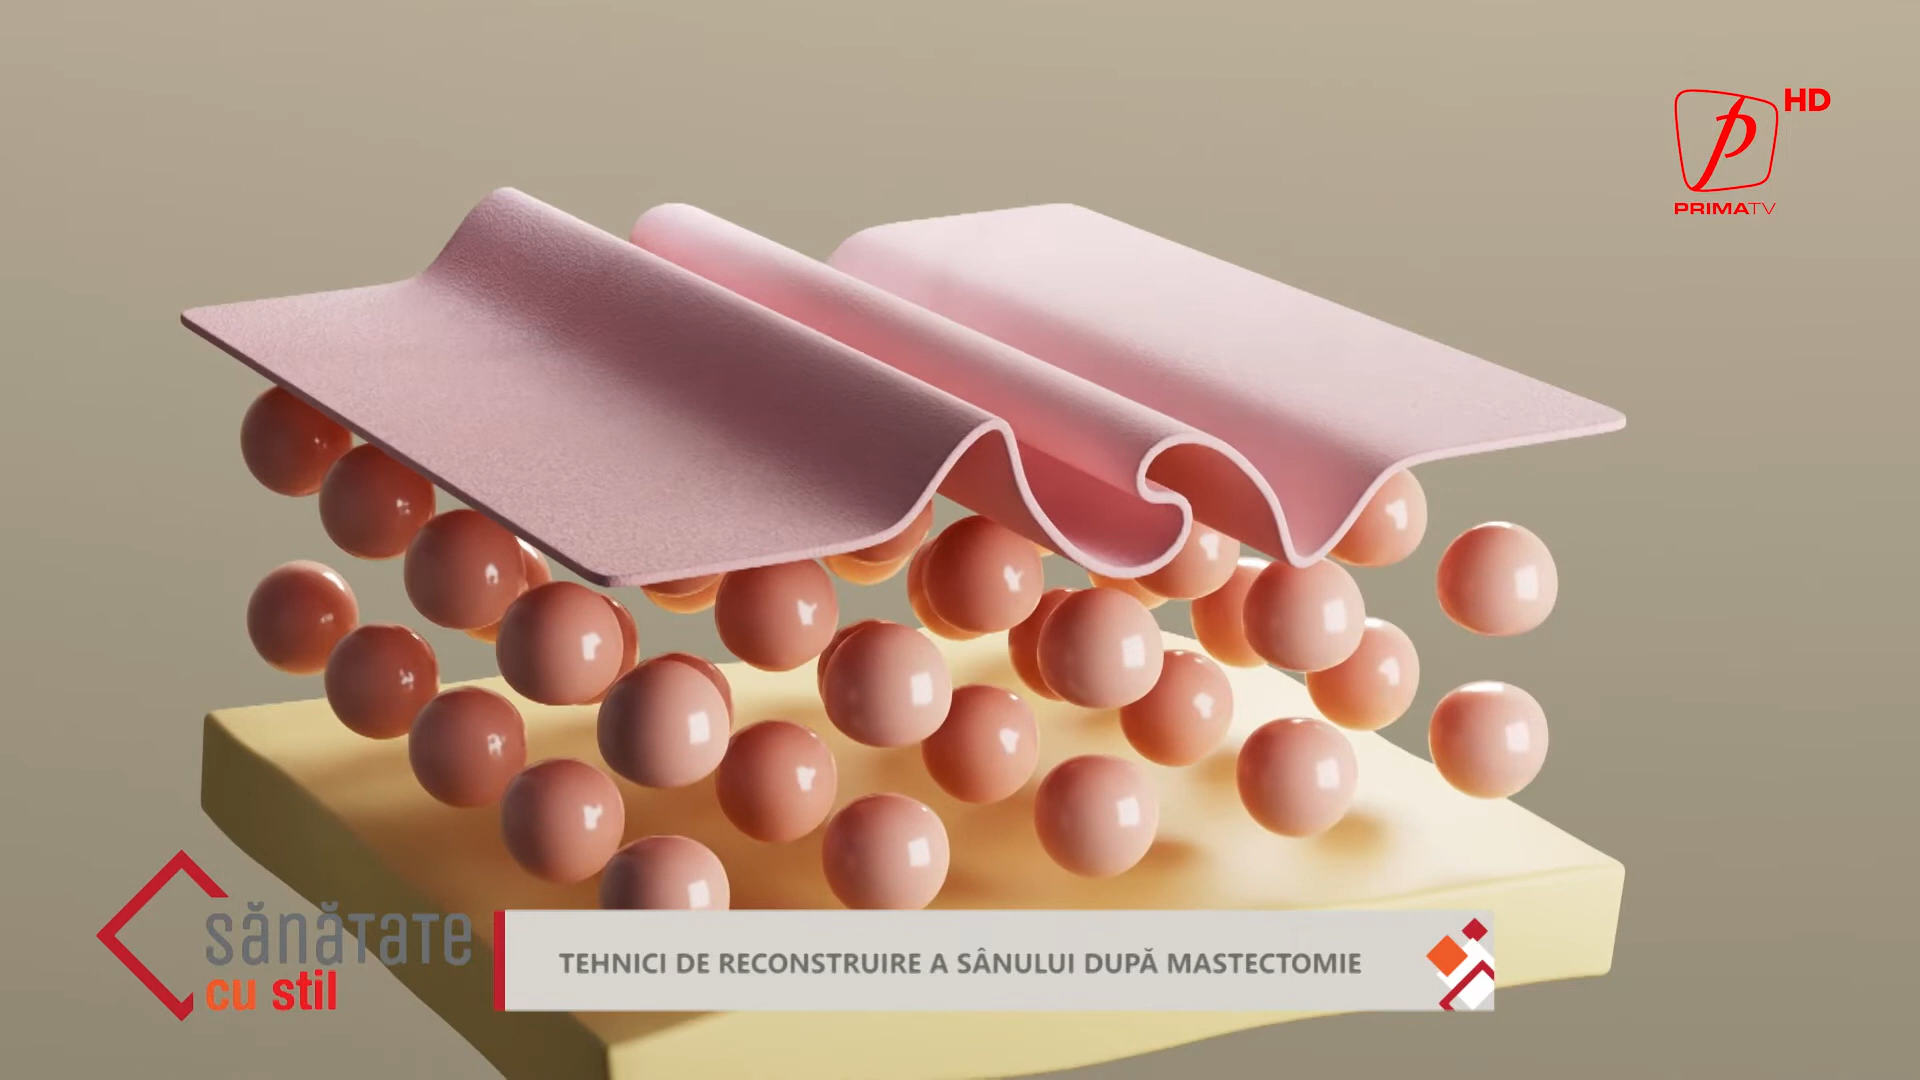 HD
PRIMATV
sănătate
cu stil
TEHNICI DE RECONSTRUIRE A SÂNULUI DUPĂ MASTECTOMIE